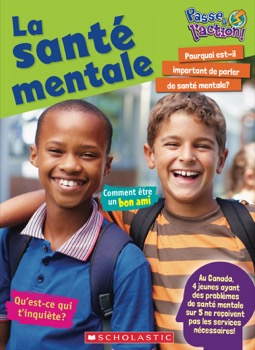 La
santé
mentale
Passe à
l'action!
Pourquoi est-il
important de parler
de santé mentale?
Comment être
un bon ami
Qu'est-ce qui
t'inquiète?
Au Canada,
4 jeunes ayant
des problèmes
de santé mentale
sur 5 ne reçoivent
pas les services
nécessaires!
SCHOLASTIC